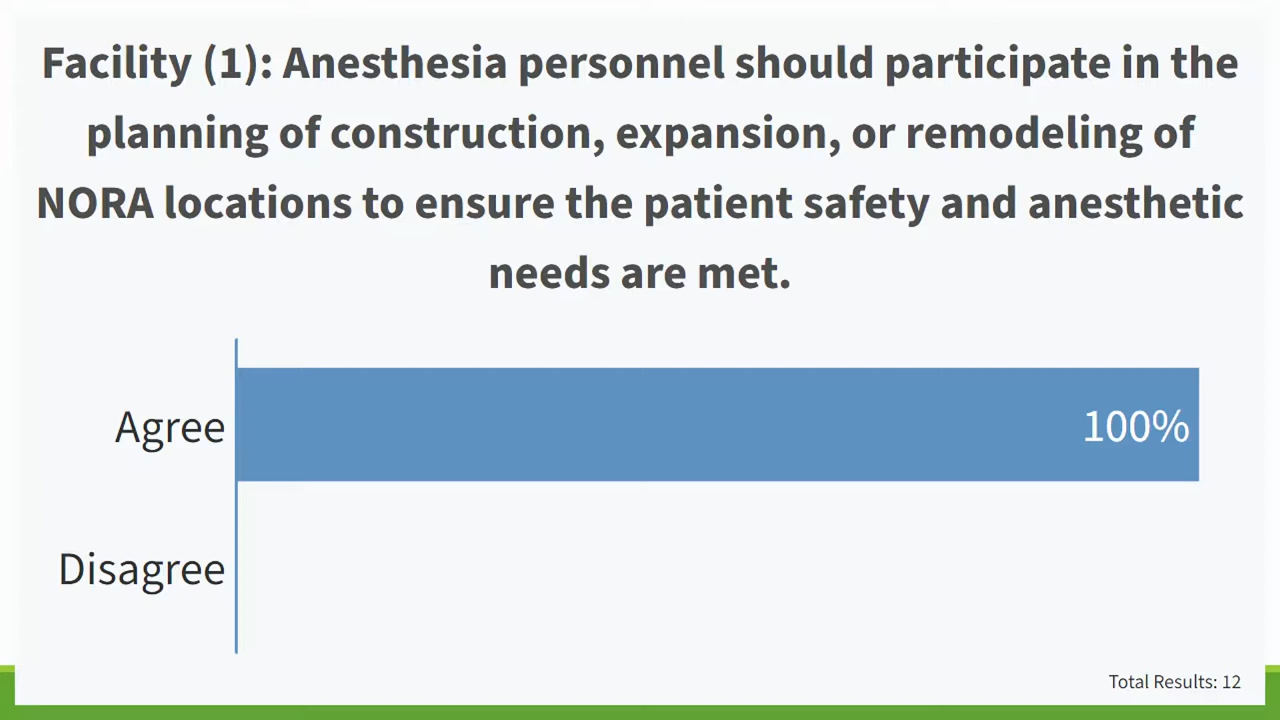 Facility (1): Anesthesia personnel should participate in the
planning of construction, expansion, or remodeling of
NORA locations to ensure the patient safety and anesthetic
needs are met.
Agree
100%
Disagree
Total Results: 12